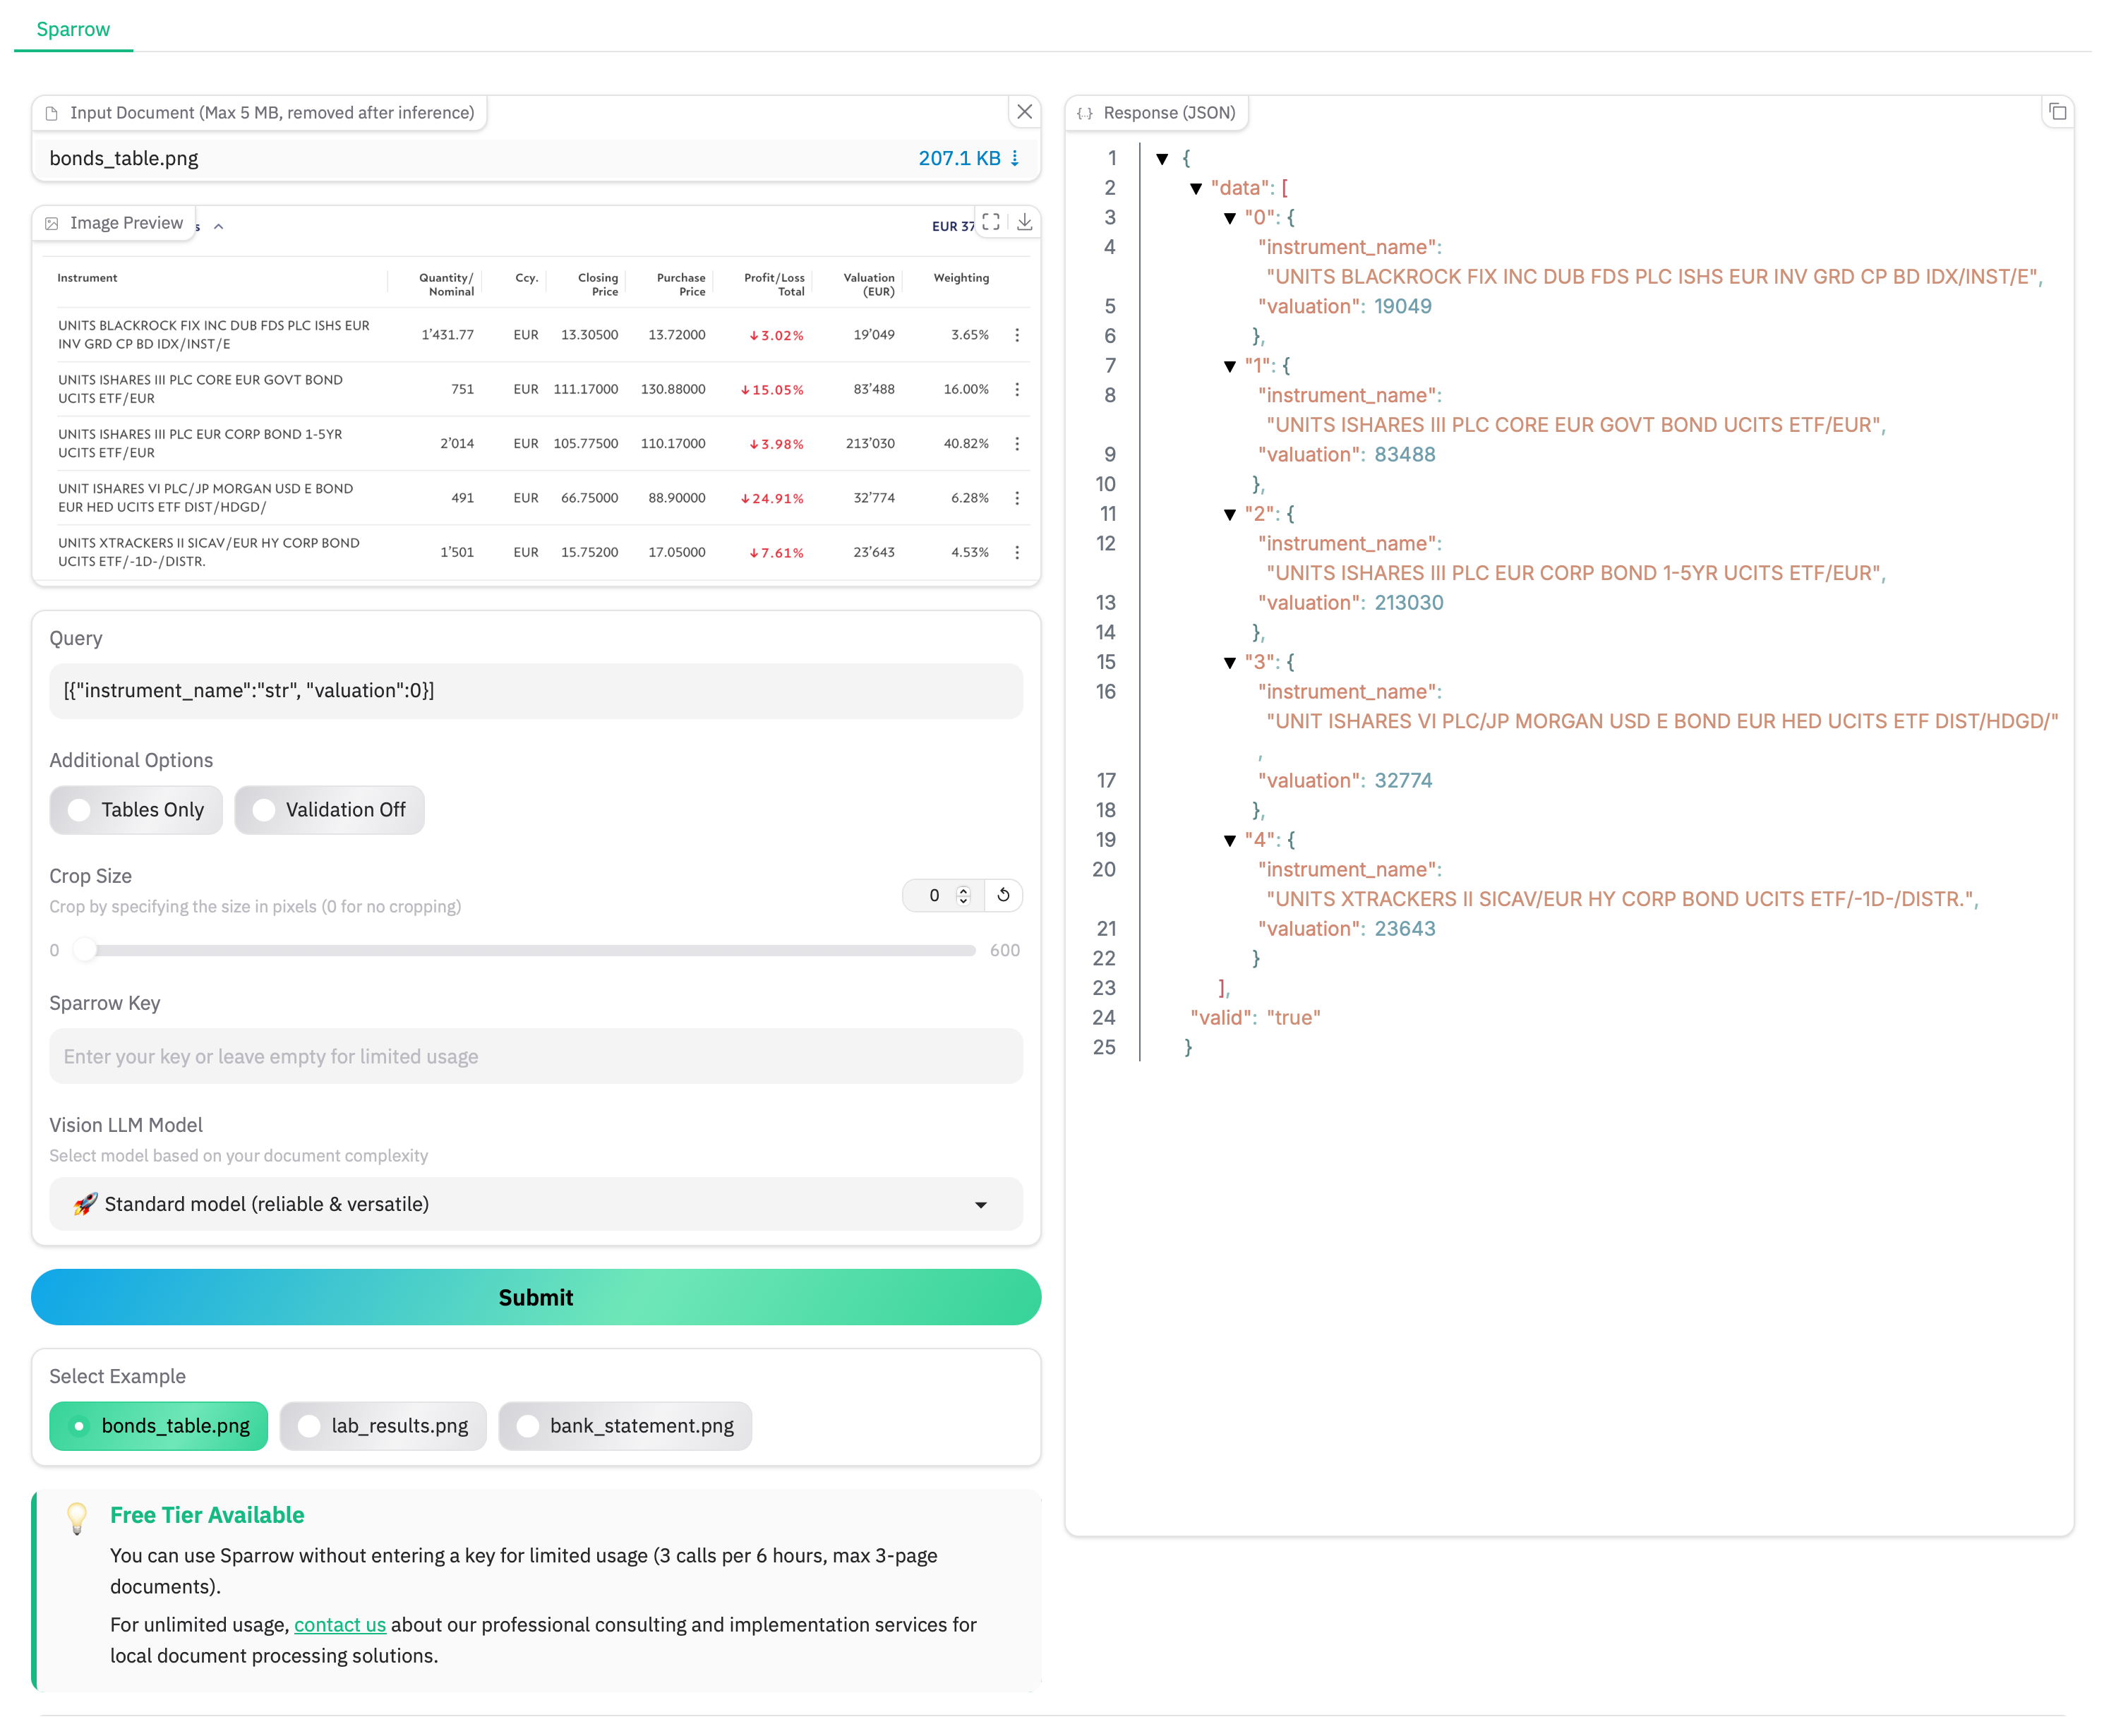 Sparrow
Input Document (Max 5 MB, removed after inference)
bonds_table.png 207.1 KB ↓
Image Preview s EUR 37
Instrument Quantity/ Nominal Ccy. Closing Price Purchase Price Profit/Loss Total Valuation (EUR) Weighting
UNITS BLACKROCK FIX INC DUB FDS PLC ISHS EUR
INV GRD CP BD IDX/INST/E 1'431.77 EUR 13.30500 13.72000 ↓3.02% 19'049 3.65%
UNITS ISHARES III PLC CORE EUR GOVT BOND
UCITS ETF/EUR 751 EUR 111.17000 130.88000 ↓15.05% 83'488 16.00%
UNITS ISHARES III PLC EUR CORP BOND 1-5YR
UCITS ETF/EUR 2'014 EUR 105.77500 110.17000 ↓3.98% 213'030 40.82%
UNIT ISHARES VI PLC/JP MORGAN USD E BOND
EUR HED UCITS ETF DIST/HDGD/ 491 EUR 66.75000 88.90000 ↓24.91% 32'774 6.28%
UNITS XTRACKERS II SICAV/EUR HY CORP BOND
UCITS ETF/-1D-/DISTR. 1'501 EUR 15.75200 17.05000 ↓7.61% 23'643 4.53%
Query
[{"instrument_name":"str", "valuation":0}]
Additional Options
Tables Only Validation Off
Crop Size
Crop by specifying the size in pixels (0 for no cropping) 0
0 600
Sparrow Key
Enter your key or leave empty for limited usage
Vision LLM Model
Select model based on your document complexity
🚀 Standard model (reliable & versatile)
Submit
Select Example
bonds_table.png lab_results.png bank_statement.png
Free Tier Available
You can use Sparrow without entering a key for limited usage (3 calls per 6 hours, max 3-page
documents).
For unlimited usage, contact us about our professional consulting and implementation services for
local document processing solutions.
{..} Response (JSON)
1 {
2 "data": [
3 "0": {
4 "instrument_name":
"UNITS BLACKROCK FIX INC DUB FDS PLC ISHS EUR INV GRD CP BD IDX/INST/E",
5 "valuation": 19049
6 },
7 "1": {
8 "instrument_name":
"UNITS ISHARES III PLC CORE EUR GOVT BOND UCITS ETF/EUR",
9 "valuation": 83488
10 },
11 "2": {
12 "instrument_name":
"UNITS ISHARES III PLC EUR CORP BOND 1-5YR UCITS ETF/EUR",
13 "valuation": 213030
14 },
15 "3": {
16 "instrument_name":
"UNIT ISHARES VI PLC/JP MORGAN USD E BOND EUR HED UCITS ETF DIST/HDGD/"
,
17 "valuation": 32774
18 },
19 "4": {
20 "instrument_name":
"UNITS XTRACKERS II SICAV/EUR HY CORP BOND UCITS ETF/-1D-/DISTR.",
21 "valuation": 23643
22 }
23 ],
24 "valid": "true"
25 }